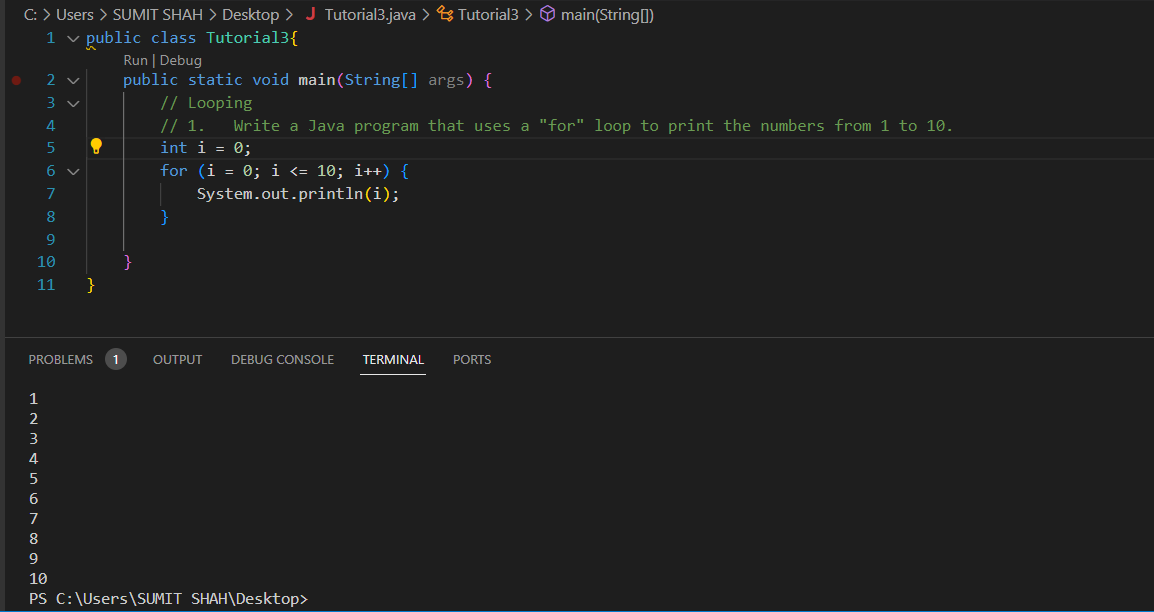 C: > Users > SUMIT SHAH > Desktop > J Tutorial3.java > Tutorial3 > main(String[])
1 public class Tutorial3{
Run | Debug
2 public static void main(String[] args) {
3 // Looping
4 // 1.   Write a Java program that uses a "for" loop to print the numbers from 1 to 10.
5 int i = 0;
6 for (i = 0; i <= 10; i++) {
7 System.out.println(i);
8 }
9
10 }
11 }
PROBLEMS 1 OUTPUT DEBUG CONSOLE TERMINAL PORTS
1
2
3
4
5
6
7
8
9
10
PS C:\Users\SUMIT SHAH\Desktop>